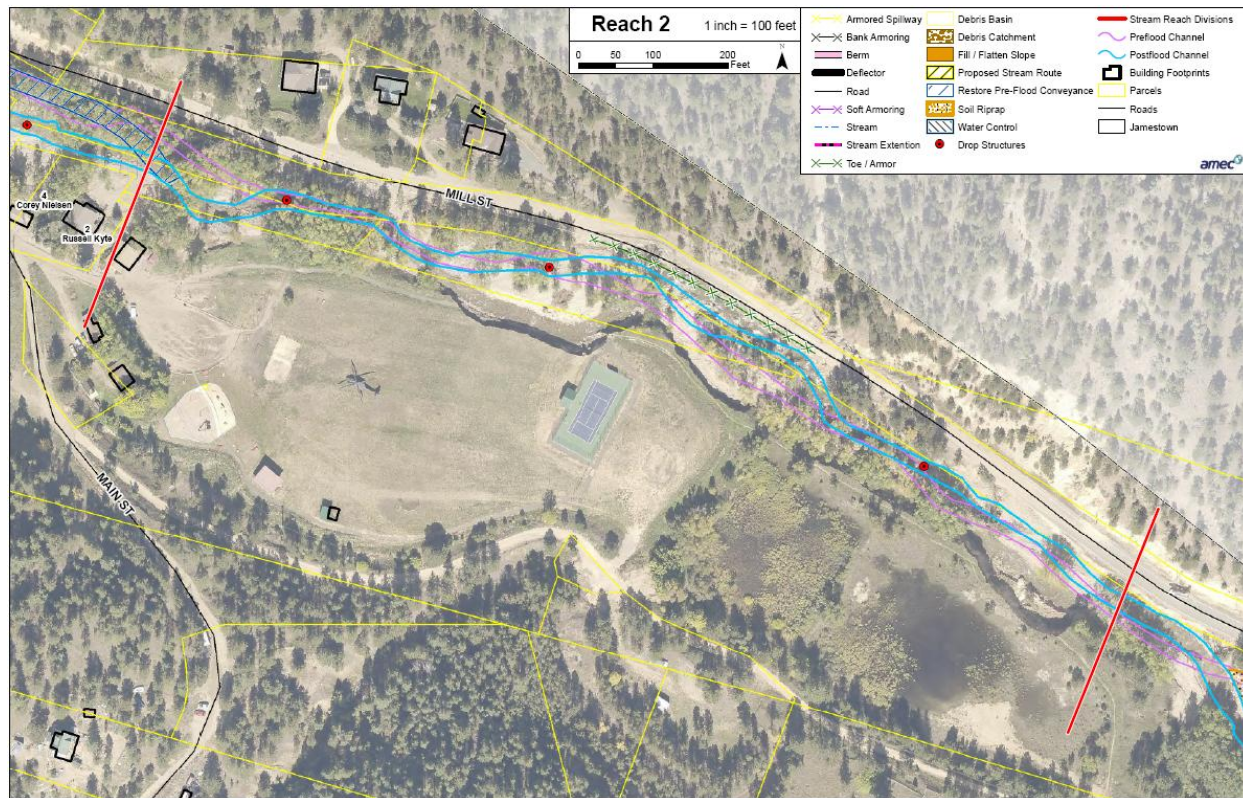 Reach 2
1 inch = 100 feet
0 50 100 200
Feet
N
Armored Spillway
Bank Armoring
Berm
Deflector
Road
Soft Armoring
Stream
Stream Extention
Toe / Armor
Debris Basin
Debris Catchment
Fill / Flatten Slope
Proposed Stream Route
Restore Pre-Flood Conveyance
Soil Riprap
Water Control
Drop Structures
Stream Reach Divisions
Preflood Channel
Postflood Channel
Building Footprints
Parcels
Roads
Jamestown
amec
MILL ST
4
Corey Nielsen
2
Russell Kyte
MAIN ST